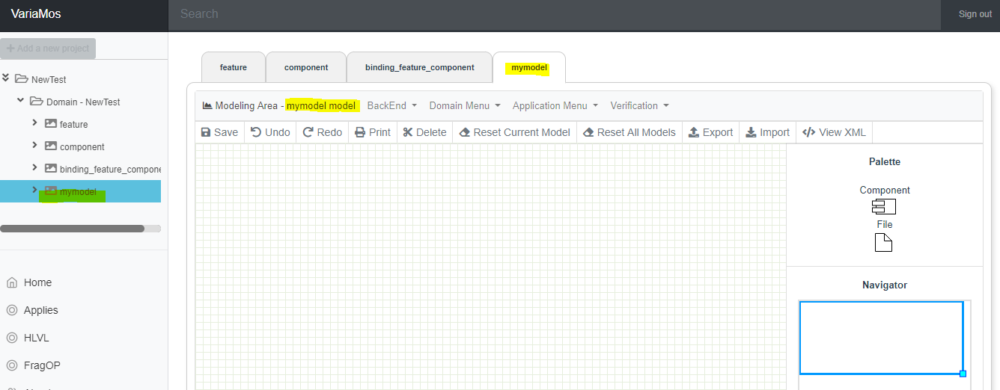 VariaMos
Search
Sign out
Add a new project
NewTest
Domain - NewTest
feature
component
binding_feature_compone
mymodel
Home
Applies
HLVL
FragOP
feature component binding_feature_component mymodel
Modeling Area - mymodel model BackEnd Domain Menu Application Menu Verification
Save Undo Redo Print Delete Reset Current Model Reset All Models Export Import View XML
Palette
Component
File
Navigator